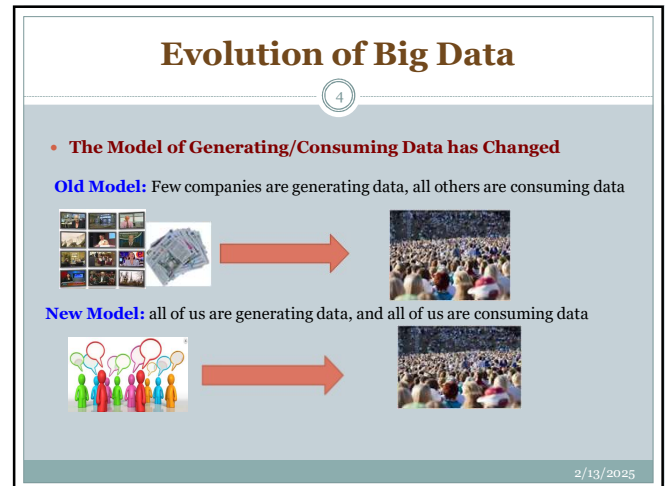 Evolution of Big Data
4
• The Model of Generating/Consuming Data has Changed
Old Model: Few companies are generating data, all others are consuming data
New Model: all of us are generating data, and all of us are consuming data
2/13/2025